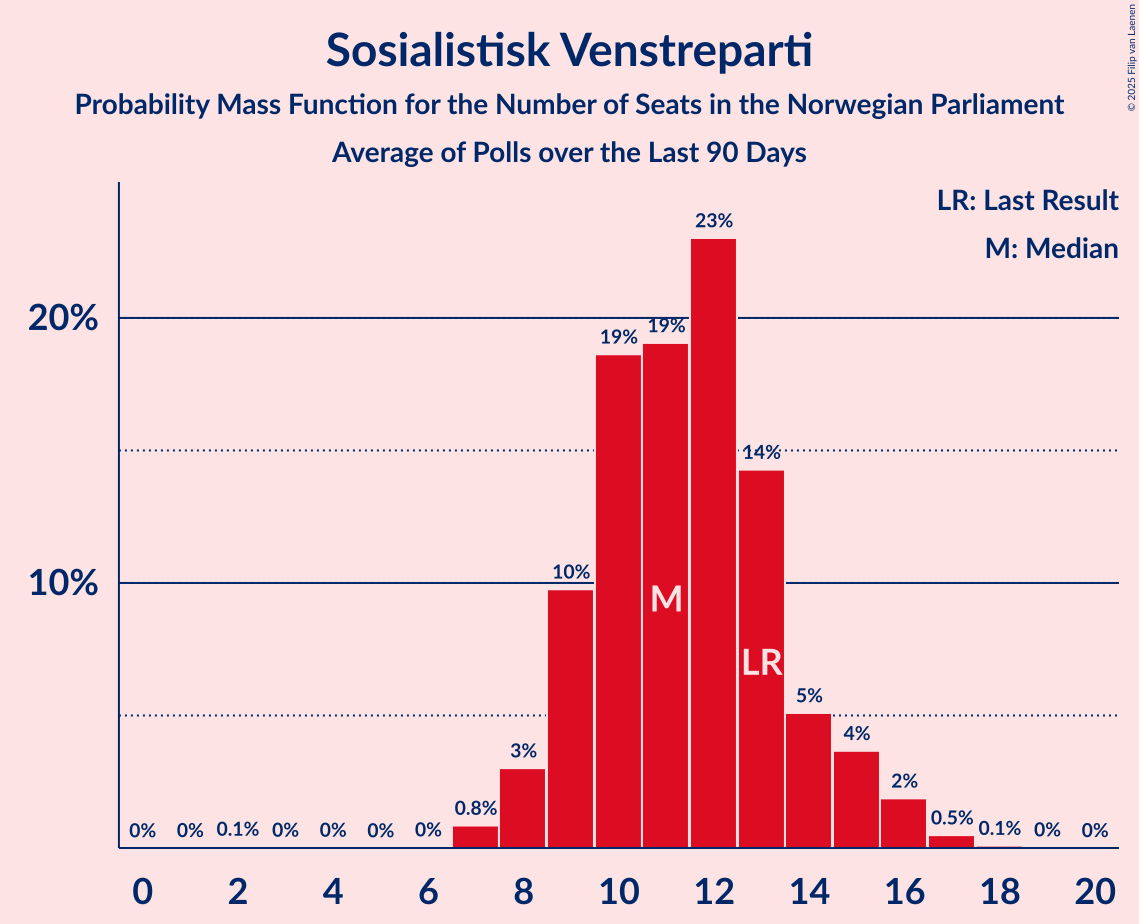 Sosialistisk Venstreparti
Probability Mass Function for the Number of Seats in the Norwegian Parliament
Average of Polls over the Last 90 Days
© 2025 Filip van Laenen
LR: Last Result
M: Median
20%
10%
0% 0% 0.1% 0% 0% 0% 0% 0.8% 3% 10% 19% 19% 23% 14% 5% 4% 2% 0.5% 0.1% 0% 0%
M
LR
0 2 4 6 8 10 12 14 16 18 20